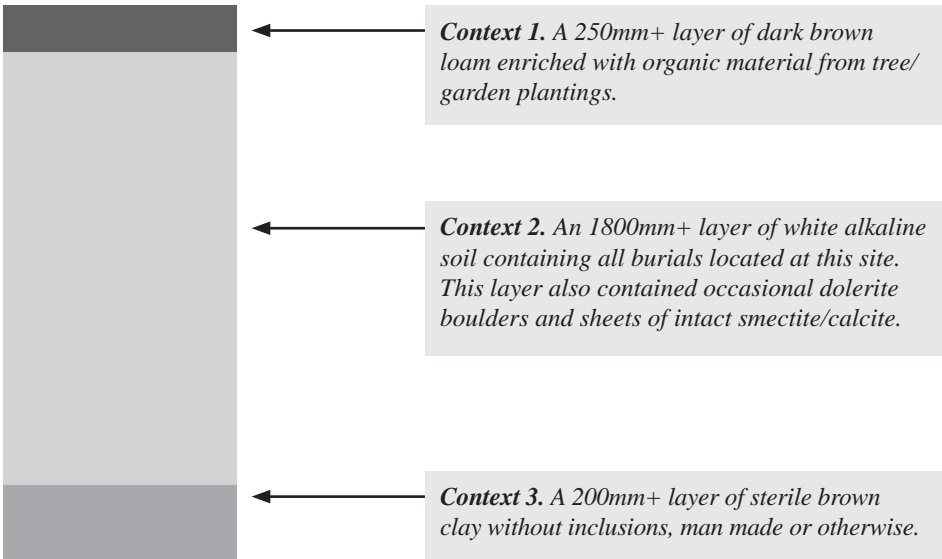 Context 1. A 250mm+ layer of dark brown
loam enriched with organic material from tree/
garden plantings.
Context 2. An 1800mm+ layer of white alkaline
soil containing all burials located at this site.
This layer also contained occasional dolerite
boulders and sheets of intact smectite/calcite.
Context 3. A 200mm+ layer of sterile brown
clay without inclusions, man made or otherwise.